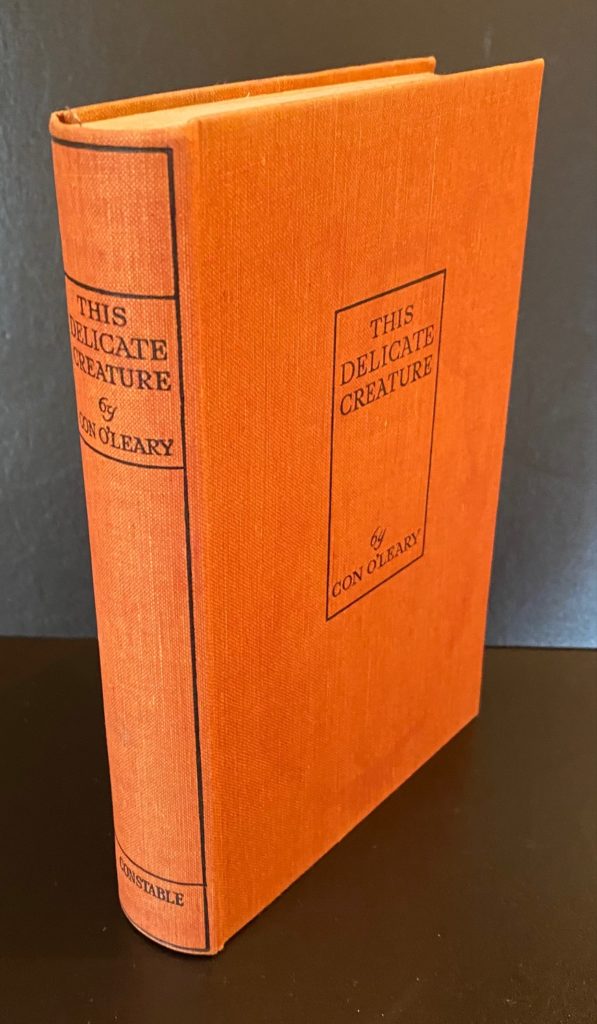 THIS
DELICATE
CREATURE
by
CON O'LEARY
CONSTABLE
THIS
DELICATE
CREATURE
by
CON O'LEARY